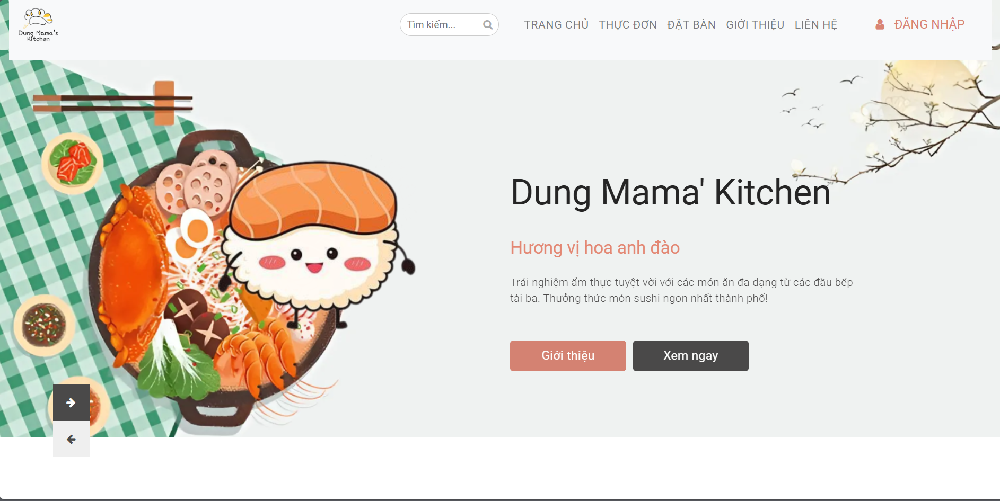 Dung Mama's
Kitchen
Tìm kiếm...
TRANG CHỦ THỰC ĐƠN ĐẶT BÀN GIỚI THIỆU LIÊN HỆ
ĐĂNG NHẬP
Dung Mama' Kitchen
Hương vị hoa anh đào
Trải nghiệm ẩm thực tuyệt vời với các món ăn đa dạng từ các đầu bếp
tài ba. Thưởng thức món sushi ngon nhất thành phố!
Giới thiệu
Xem ngay